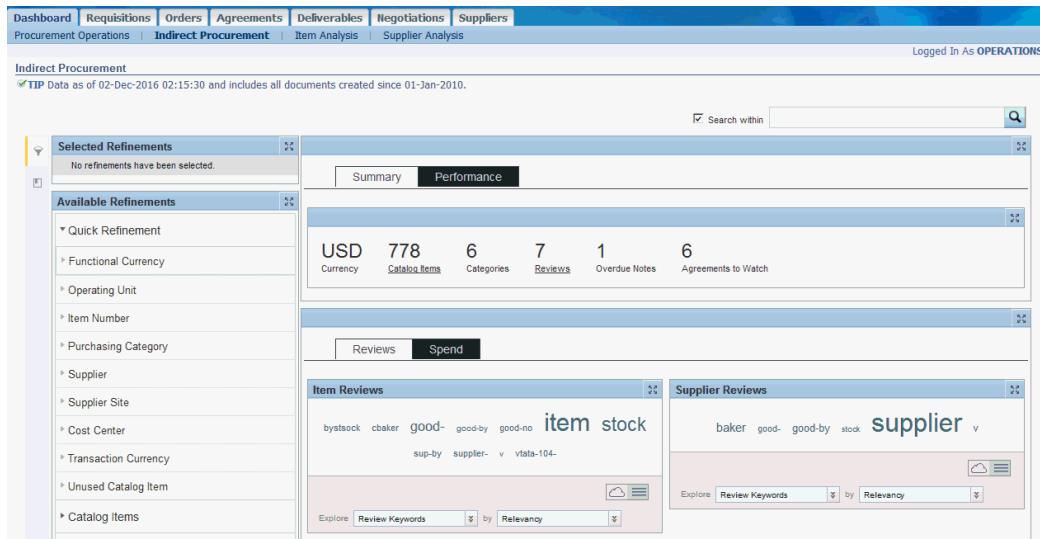 Dashboard Requisitions Orders Agreements Deliverables Negotiations Suppliers
Procurement Operations | Indirect Procurement | Item Analysis | Supplier Analysis
Logged In As OPERATIONS
Indirect Procurement
TIP Data as of 02-Dec-2016 02:15:30 and includes all documents created since 01-Jan-2010.
Search within
Selected Refinements
No refinements have been selected.
Available Refinements
Quick Refinement
Functional Currency
Operating Unit
Item Number
Purchasing Category
Supplier
Supplier Site
Cost Center
Transaction Currency
Unused Catalog Item
Catalog Items
Summary Performance
USD 778 6 7 1 6
Currency Catalog Items Categories Reviews Overdue Notes Agreements to Watch
Reviews Spend
Item Reviews
bystsock cbaker good- good-by good-no item stock
sup-by supplier- v vtata-104-
Explore Review Keywords by Relevancy
Supplier Reviews
baker good- good-by stock supplier v
Explore Review Keywords by Relevancy